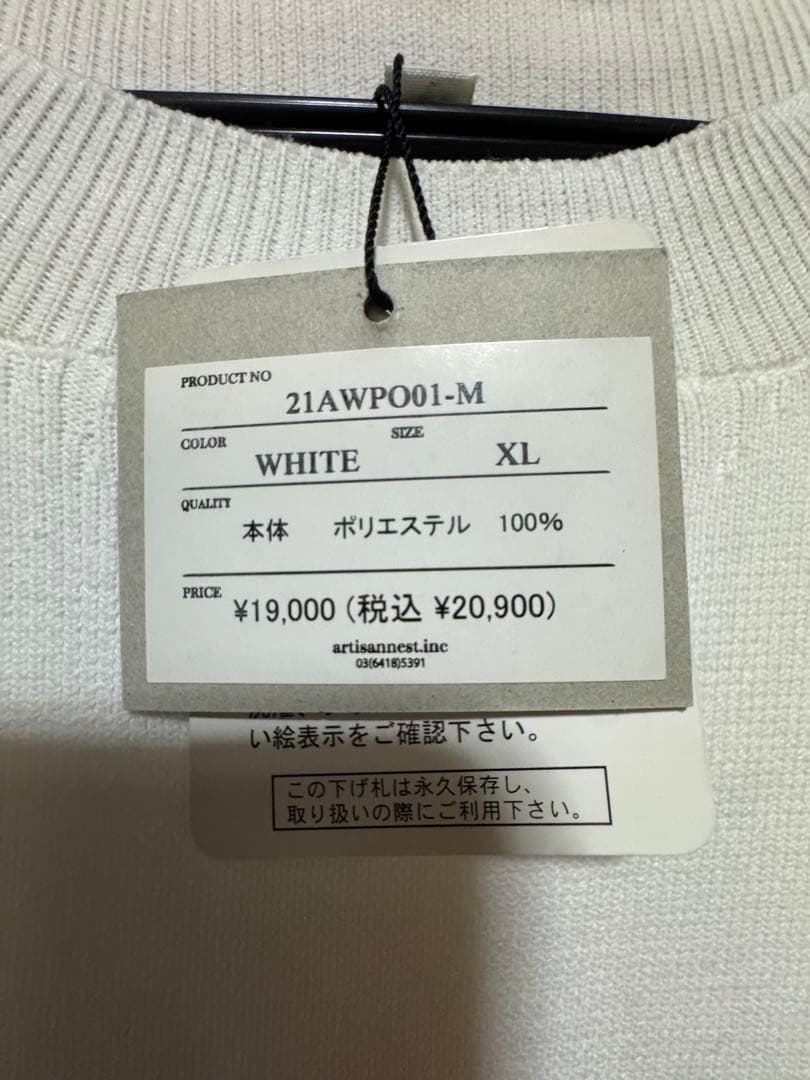 PRODUCT NO
21AWPO01-M
COLOR
SIZE
WHITE
XL
QUALITY
本体 ポリエステル 100%
PRICE
¥19,000 (税込 ¥20,900)
artisannest.inc
03(6418)5391
い絵表示をご確認下さい。
この下げ札は永久保存し、
取り扱いの際にご利用下さい。